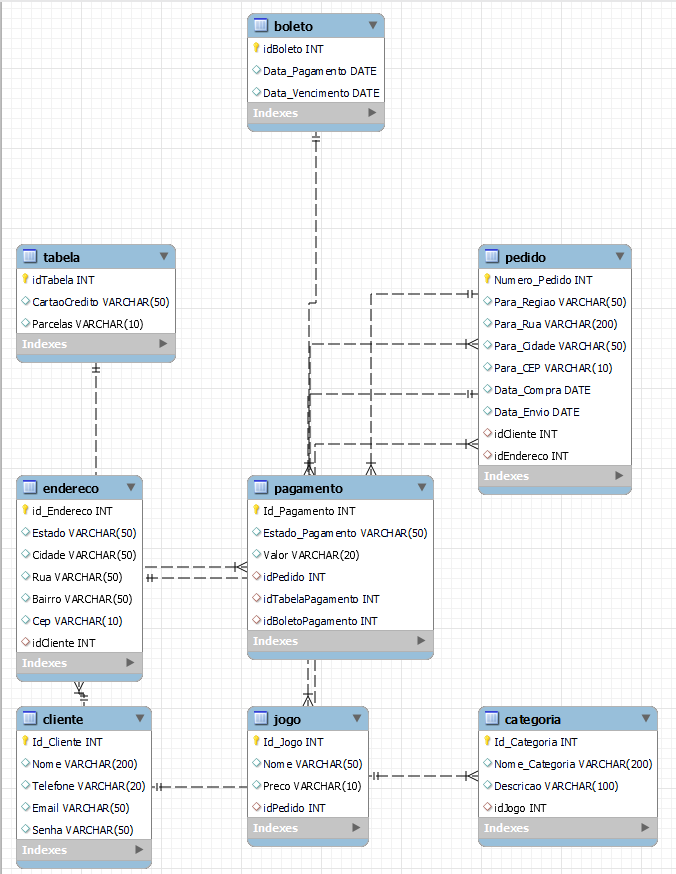 boleto
idBoleto INT
Data_Pagamento DATE
Data_Vencimento DATE
Indexes
tabela
idTabela INT
CartaoCredito VARCHAR(50)
Parcelas VARCHAR(10)
Indexes
pedido
Numero_Pedido INT
Para_Regiao VARCHAR(50)
Para_Rua VARCHAR(200)
Para_Cidade VARCHAR(50)
Para_CEP VARCHAR(10)
Data_Compra DATE
Data_Envio DATE
idCliente INT
idEndereco INT
Indexes
endereco
id_Endereco INT
Estado VARCHAR(50)
Cidade VARCHAR(50)
Rua VARCHAR(50)
Bairro VARCHAR(50)
Cep VARCHAR(10)
idCliente INT
Indexes
pagamento
Id_Pagamento INT
Estado_Pagamento VARCHAR(50)
Valor VARCHAR(20)
idPedido INT
idTabelaPagamento INT
idBoletoPagamento INT
Indexes
cliente
Id_Cliente INT
Nome VARCHAR(200)
Telefone VARCHAR(20)
Email VARCHAR(50)
Senha VARCHAR(50)
Indexes
jogo
Id_Jogo INT
Nome VARCHAR(50)
Preco VARCHAR(10)
idPedido INT
Indexes
categoria
Id_Categoria INT
Nome_Categoria VARCHAR(200)
Descricao VARCHAR(100)
idJogo INT
Indexes